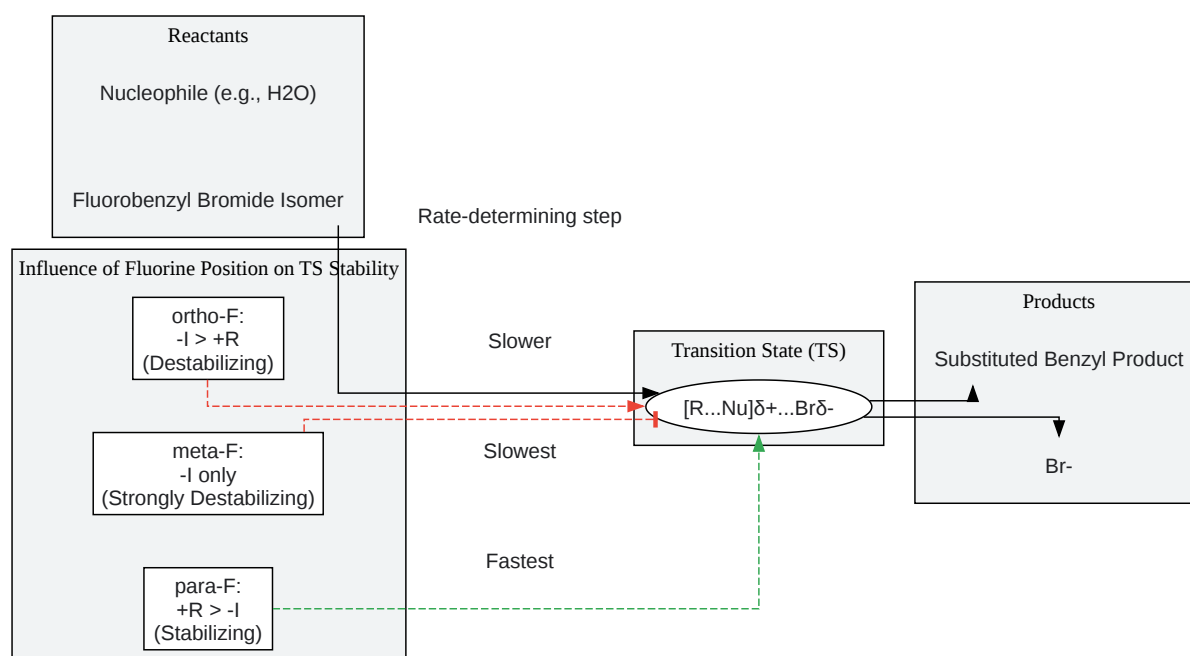 Reactants
Nucleophile (e.g., H2O)
Fluorobenzyl Bromide Isomer
Rate-determining step
Influence of Fluorine Position on TS Stability
ortho-F:
-I > +R
(Destabilizing)
Slower
meta-F:
-I only
(Strongly Destabilizing)
Slowest
para-F:
+R > -I
(Stabilizing)
Fastest
Transition State (TS)
[R...Nu]δ+...Brδ-
Products
Substituted Benzyl Product
Br-